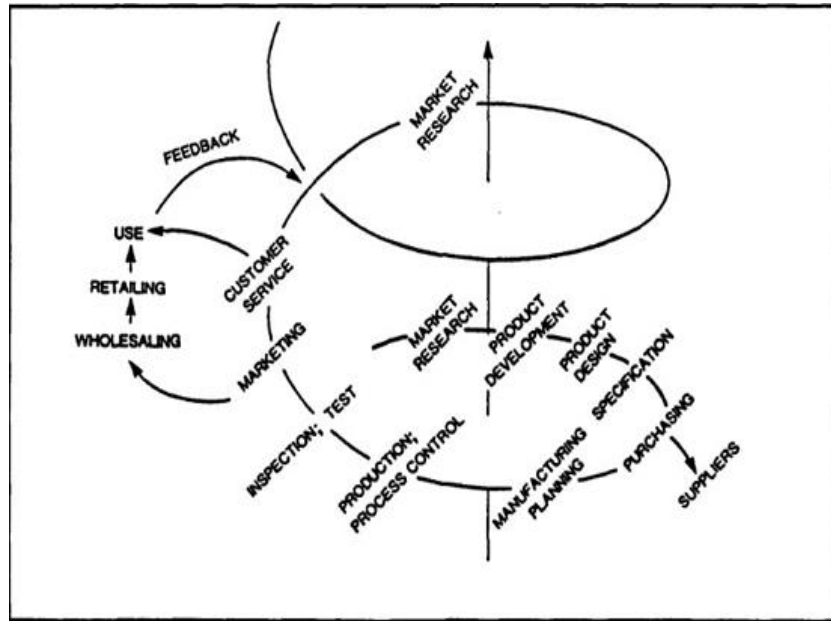 MARKET
RESEARCH
FEEDBACK
USE
RETAILING
WHOLESALING
CUSTOMER
SERVICE
MARKETING
MARKET
RESEARCH
PRODUCT
DEVELOPMENT
PRODUCT
DESIGN
SPECIFICATION
PURCHASING
SUPPLIERS
MANUFACTURING
PLANNING
PRODUCTION;
PROCESS CONTROL
INSPECTION; TEST